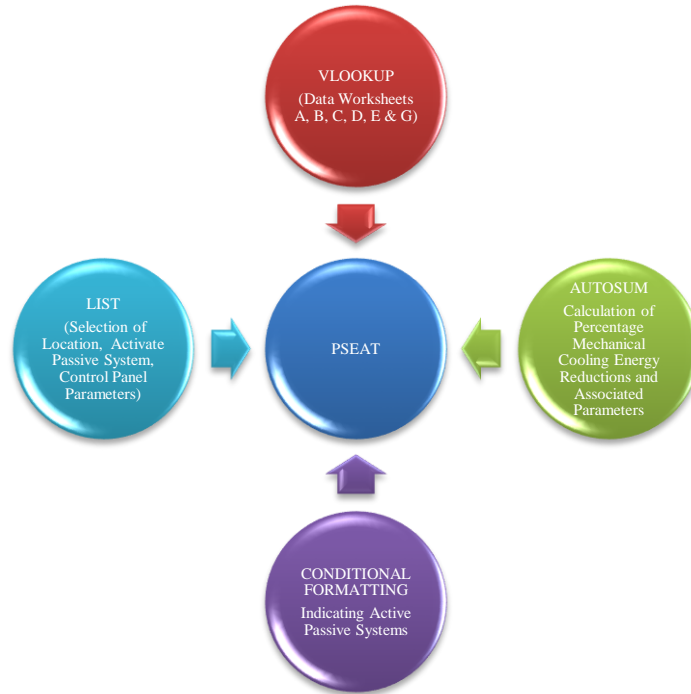 VLOOKUP
(Data Worksheets
A, B, C, D, E & G)
LIST
(Selection of
Location, Activate
Passive System,
Control Panel
Parameters)
PSEAT
AUTOSUM
Calculation of
Percentage
Mechanical
Cooling Energy
Reductions and
Associated
Parameters
CONDITIONAL
FORMATTING
Indicating Active
Passive Systems